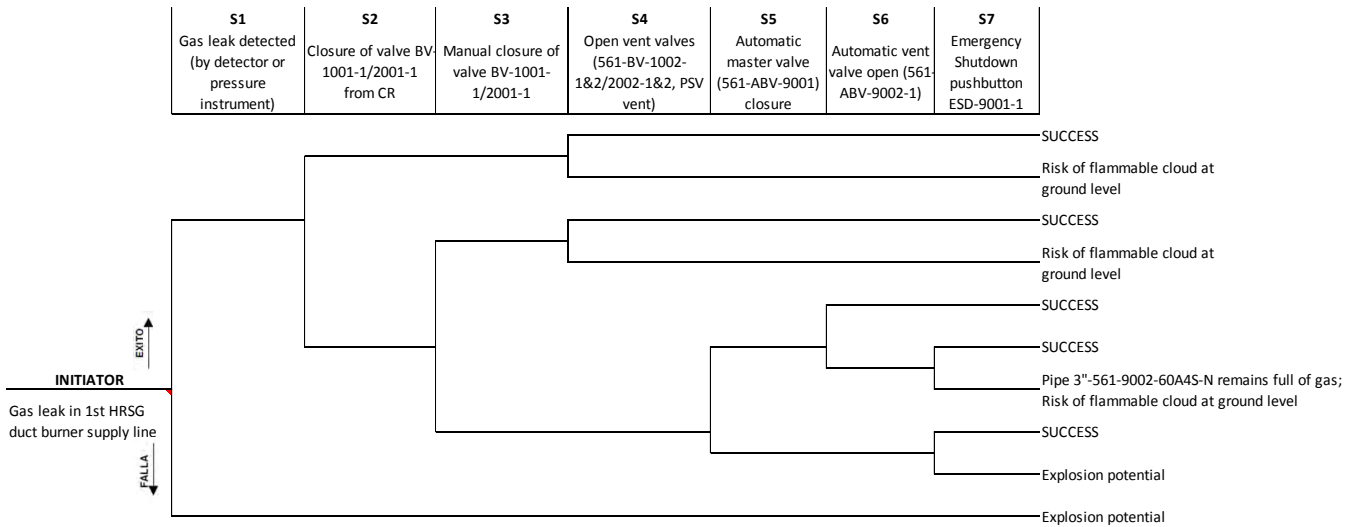 S1
Gas leak detected
(by detector or
pressure
instrument)
S2
Closure of valve BV-
1001-1/2001-1
from CR
S3
Manual closure of
valve BV-1001-
1/2001-1
S4
Open vent valves
(561-BV-1002-
1&2/2002-1&2, PSV
vent)
S5
Automatic
master valve
(561-ABV-9001)
closure
S6
Automatic vent
valve open (561-
ABV-9002-1)
S7
Emergency
Shutdown
pushbutton
ESD-9001-1
SUCCESS
Risk of flammable cloud at
ground level
SUCCESS
Risk of flammable cloud at
ground level
SUCCESS
EXITO
SUCCESS
INITIATOR
Pipe 3"-561-9002-60A4S-N remains full of gas;
Risk of flammable cloud at ground level
Gas leak in 1st HRSG
duct burner supply line
SUCCESS
FALLA
Explosion potential
Explosion potential